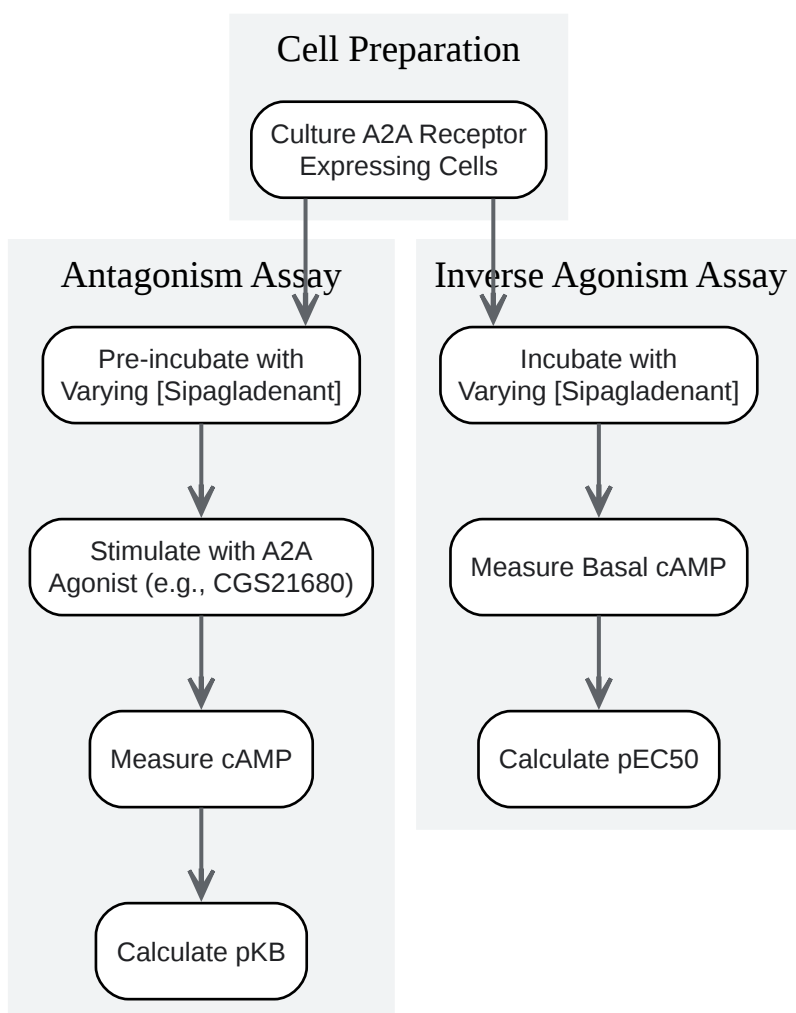 Cell Preparation
Culture A2A Receptor
Expressing Cells
Antagonism Assay
Pre-incubate with
Varying [Sipagladenant]
Stimulate with A2A
Agonist (e.g., CGS21680)
Measure cAMP
Calculate pKB
Inverse Agonism Assay
Incubate with
Varying [Sipagladenant]
Measure Basal cAMP
Calculate pEC50